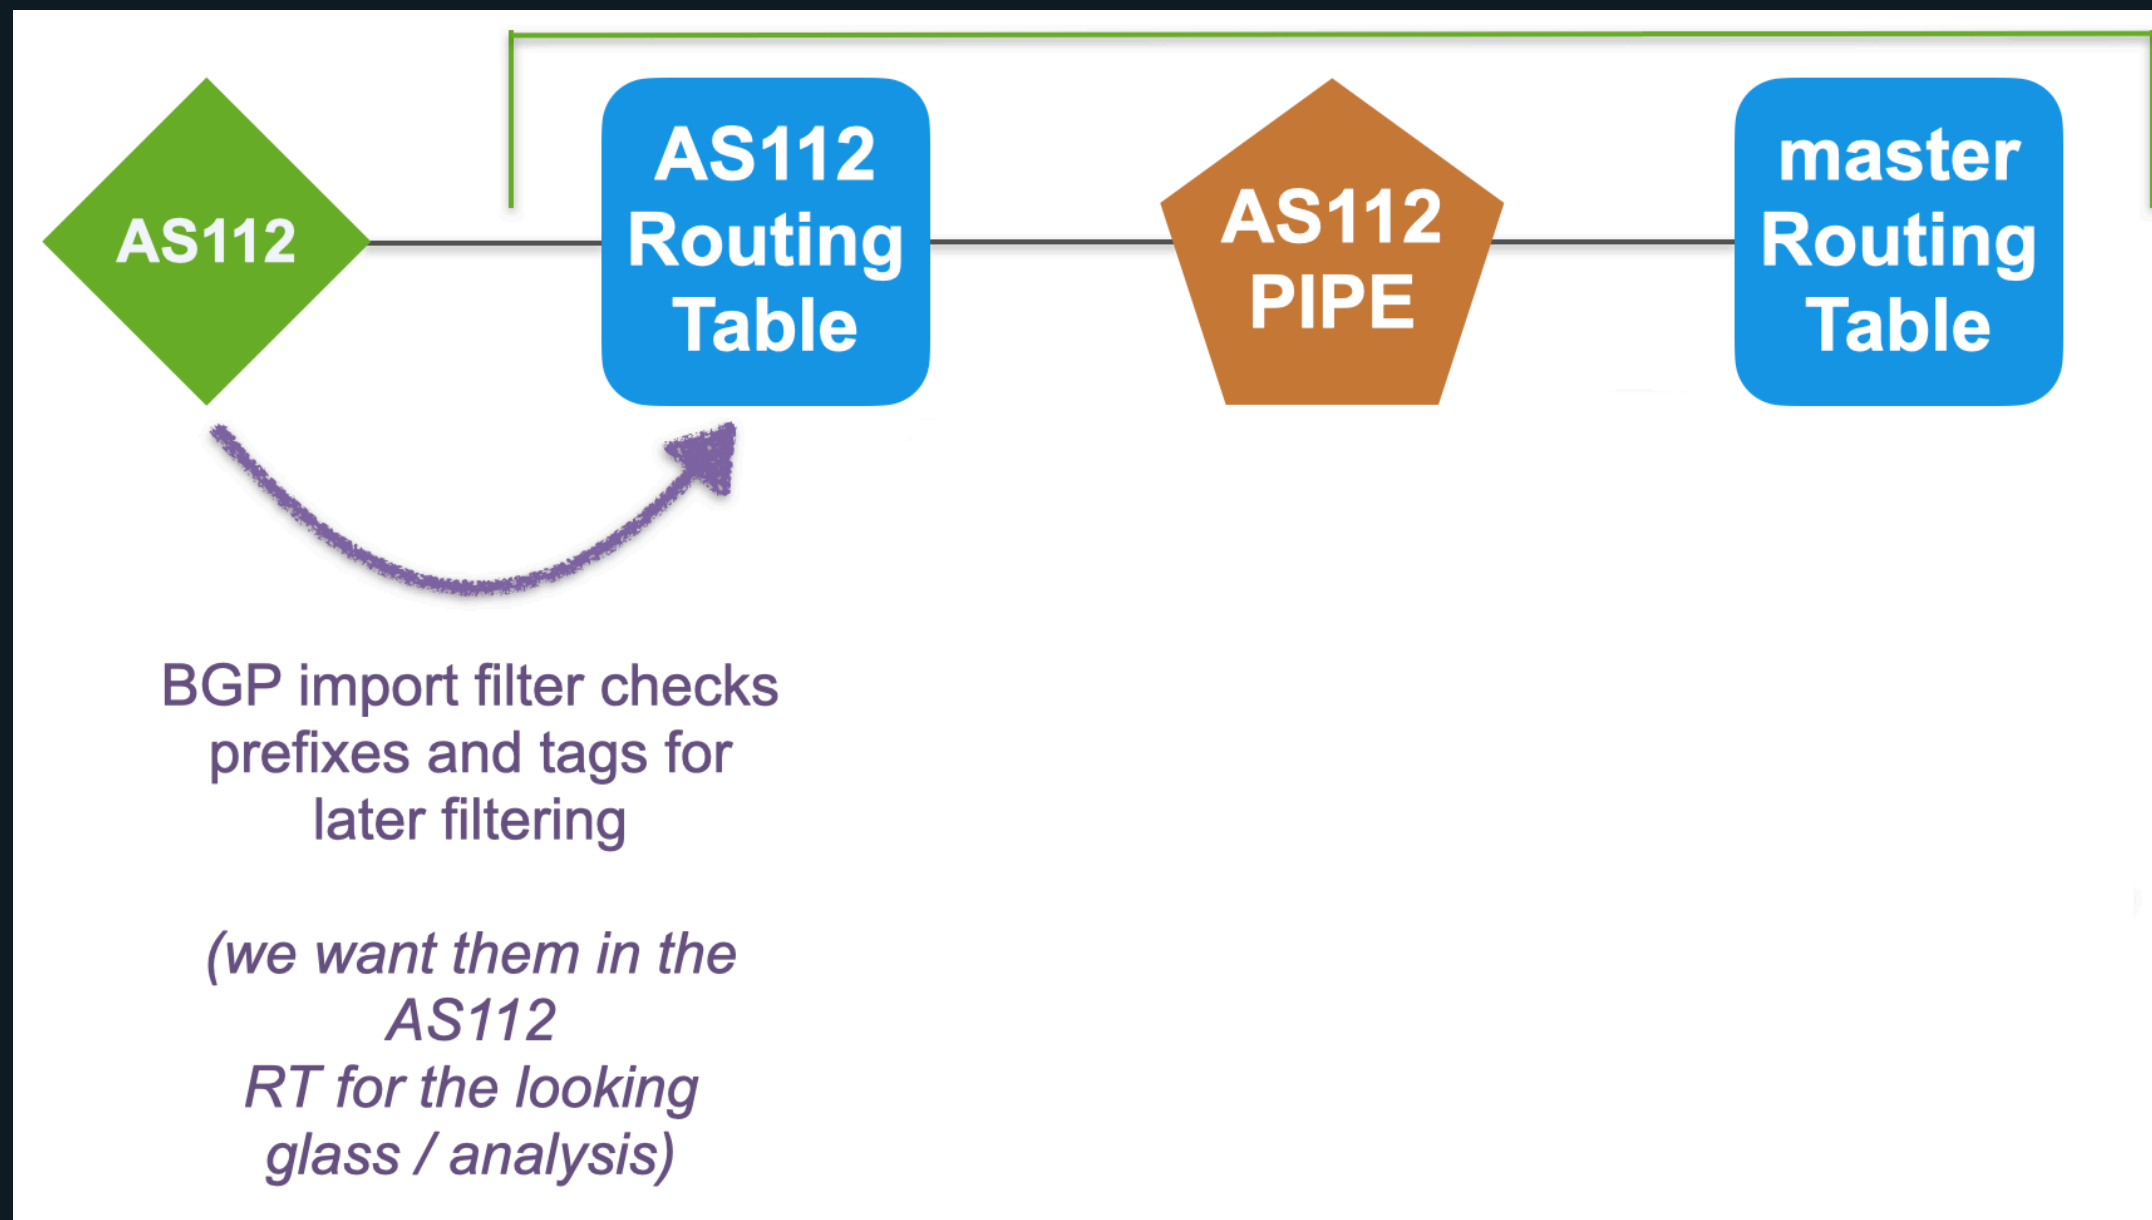 AS112
AS112
Routing
Table
AS112
PIPE
master
Routing
Table
BGP import filter checks
prefixes and tags for
later filtering
(we want them in the
AS112
RT for the looking
glass / analysis)